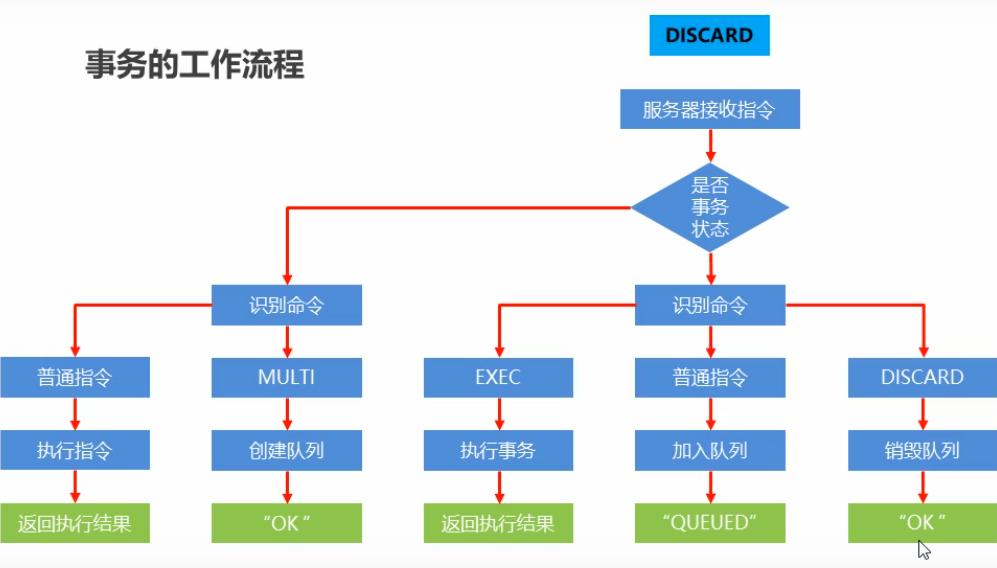 事务的工作流程
DISCARD
服务器接收指令
是否
事务
状态
识别命令
识别命令
普通指令
MULTI
EXEC
普通指令
DISCARD
执行指令
创建队列
执行事务
加入队列
销毁队列
返回执行结果
“OK ”
返回执行结果
“QUEUED”
“OK ”